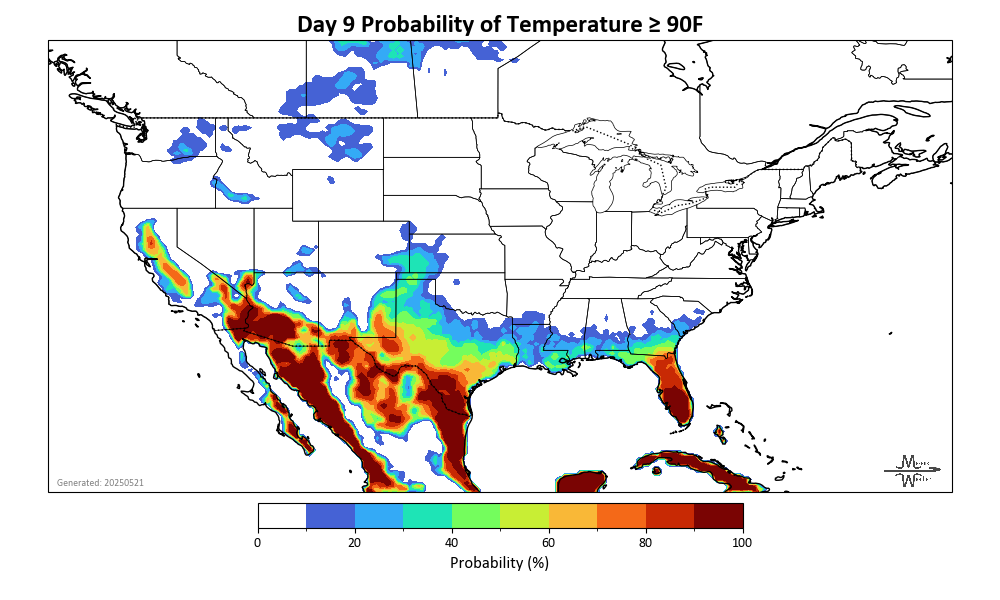 Day 9 Probability of Temperature ≥ 90F
Generated: 20250521
0 20 40 60 80 100
Probability (%)